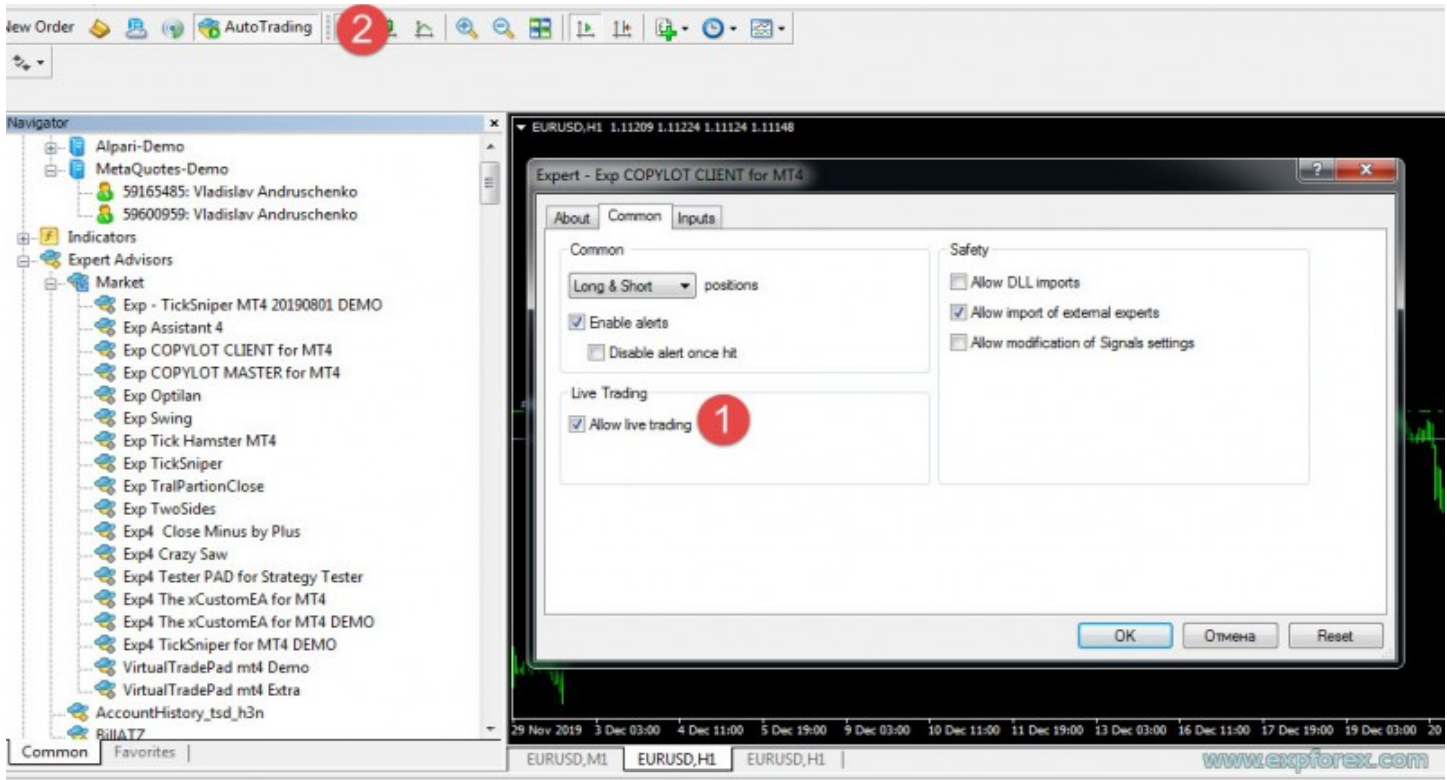 New Order
AutoTrading
2
Navigator
Alpari-Demo
MetaQuotes-Demo
59165485: Vladislav Andruschenko
59600959: Vladislav Andruschenko
Indicators
Expert Advisors
Market
Exp - TickSniper MT4 20190801 DEMO
Exp Assistant 4
Exp COPYLOT CLIENT for MT4
Exp COPYLOT MASTER for MT4
Exp Optilan
Exp Swing
Exp Tick Hamster MT4
Exp TickSniper
Exp TralPartionClose
Exp TwoSides
Exp4 Close Minus by Plus
Exp4 Crazy Saw
Exp4 Tester PAD for Strategy Tester
Exp4 The xCustomEA for MT4
Exp4 The xCustomEA for MT4 DEMO
Exp4 TickSniper for MT4 DEMO
VirtualTradePad mt4 Demo
VirtualTradePad mt4 Extra
AccountHistory_tsd_h3n
BillATZ
Common Favorites
EURUSD,H1 1.11209 1.11224 1.11124 1.11148
Expert - Exp COPYLOT CLIENT for MT4
About Common Inputs
Common
Long & Short positions
Enable alerts
Disable alert once hit
Live Trading
Allow live trading
1
Safety
Allow DLL imports
Allow import of external experts
Allow modification of Signals settings
OK Отмена Reset
29 Nov 2019 3 Dec 03:00 4 Dec 11:00 5 Dec 19:00 9 Dec 03:00 10 Dec 11:00 11 Dec 19:00 13 Dec 03:00 16 Dec 11:00 17 Dec 19:00 19 Dec 03:00 20
EURUSD,M1 EURUSD,H1 EURUSD,H1
www.expforex.com